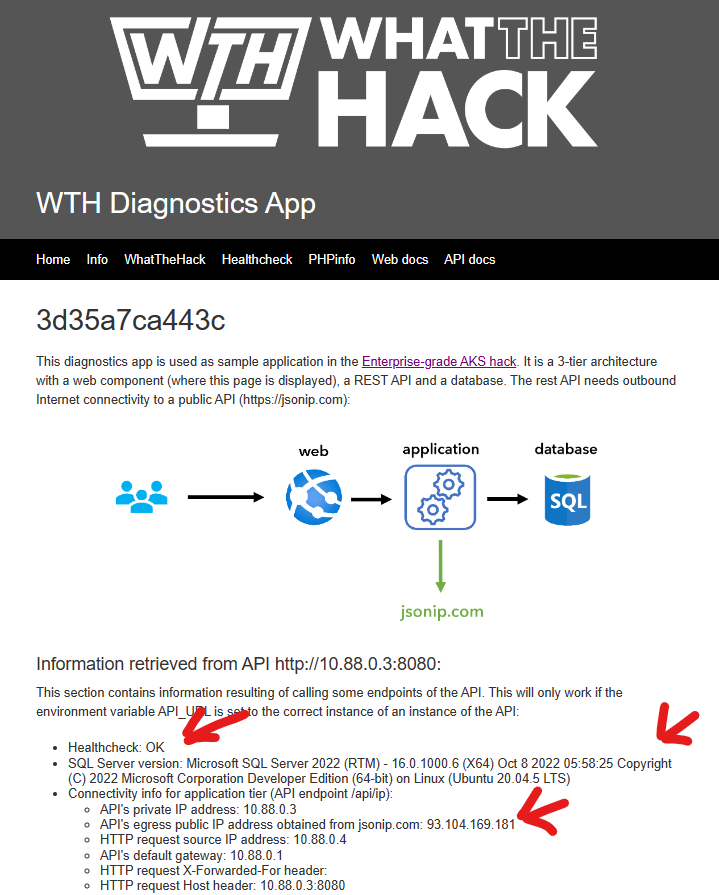 WTH WHAT THE
HACK
WTH Diagnostics App
Home Info WhatTheHack Healthcheck PHPinfo Web docs API docs
3d35a7ca443c
This diagnostics app is used as sample application in the Enterprise-grade AKS hack. It is a 3-tier architecture
with a web component (where this page is displayed), a REST API and a database. The rest API needs outbound
Internet connectivity to a public API (https://jsonip.com):
web application database
SQL
jsonip.com
Information retrieved from API http://10.88.0.3:8080:
This section contains information resulting of calling some endpoints of the API. This will only work if the
environment variable API_URL is set to the correct instance of an instance of the API:
Healthcheck: OK
SQL Server version: Microsoft SQL Server 2022 (RTM) - 16.0.1000.6 (X64) Oct 8 2022 05:58:25 Copyright
(C) 2022 Microsoft Corporation Developer Edition (64-bit) on Linux (Ubuntu 20.04.5 LTS)
Connectivity info for application tier (API endpoint /api/ip):
API's private IP address: 10.88.0.3
API's egress public IP address obtained from jsonip.com: 93.104.169.181
HTTP request source IP address: 10.88.0.4
API's default gateway: 10.88.0.1
HTTP request X-Forwarded-For header:
HTTP request Host header: 10.88.0.3:8080